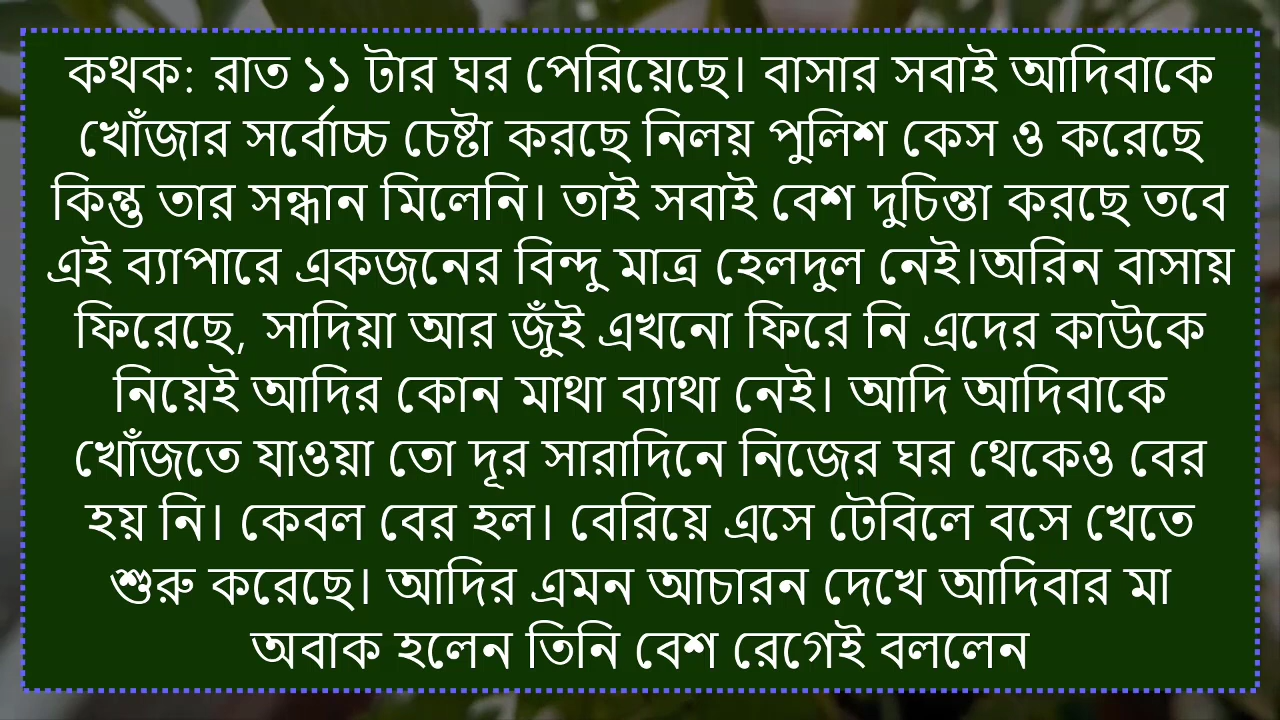 কথক: রাত ১১ টার ঘর পেরিয়েছে। বাসার সবাই আদিবাকে
খোঁজার সর্বোচ্চ চেষ্টা করছে নিলয় পুলিশ কেস ও করেছে
কিন্তু তার সন্ধান মিলেনি। তাই সবাই বেশ দুচিন্তা করছে তবে
এই ব্যাপারে একজনের বিন্দু মাত্র হেলদুল নেই।অরিন বাসায়
ফিরেছে, সাদিয়া আর জুঁই এখনো ফিরে নি এদের কাউকে
নিয়েই আদির কোন মাথা ব্যাথা নেই। আদি আদিবাকে
খোঁজতে যাওয়া তো দূর সারাদিনে নিজের ঘর থেকেও বের
হয় নি। কেবল বের হল। বেরিয়ে এসে টেবিলে বসে খেতে
শুরু করেছে। আদির এমন আচারন দেখে আদিবার মা
অবাক হলেন তিনি বেশ রেগেই বললেন